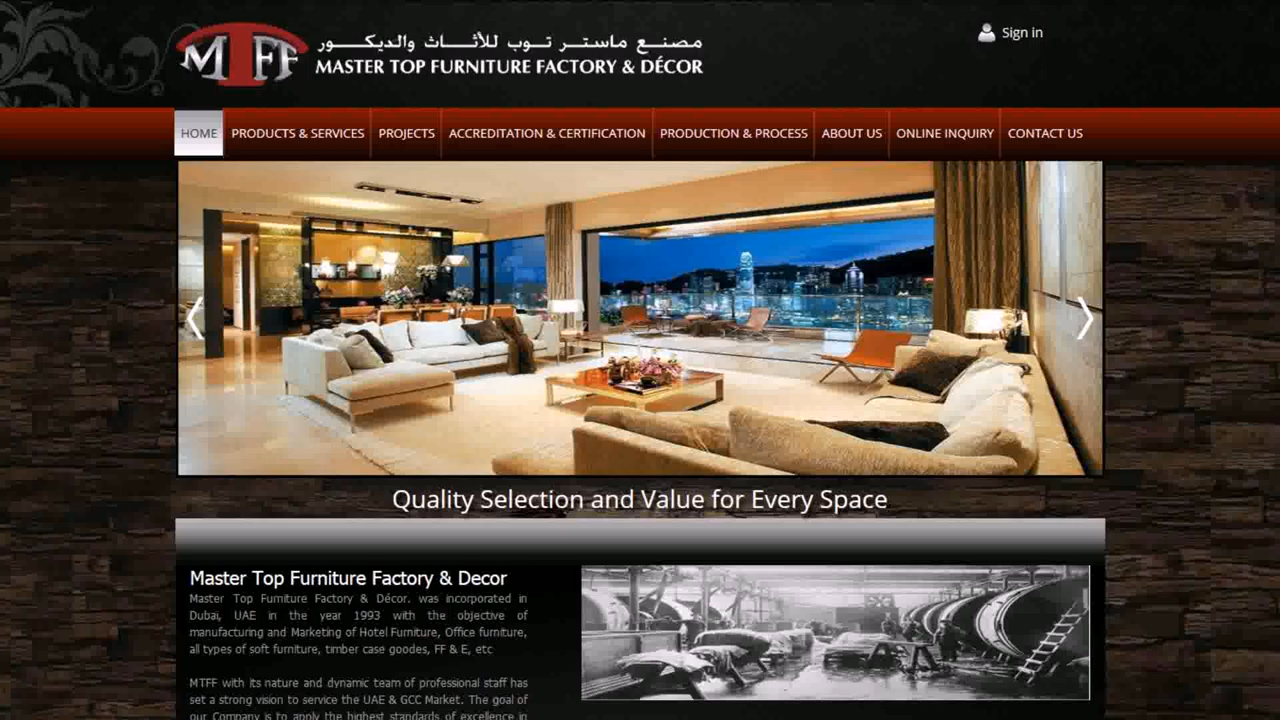 MTFF
مصنع ماستر توب للأثاث والديكور
MASTER TOP FURNITURE FACTORY & DÉCOR
Sign in
HOME
PRODUCTS & SERVICES
PROJECTS
ACCREDITATION & CERTIFICATION
PRODUCTION & PROCESS
ABOUT US
ONLINE INQUIRY
CONTACT US
Quality Selection and Value for Every Space
Master Top Furniture Factory & Decor
Master Top Furniture Factory & Décor. was incorporated in
Dubai, UAE in the year 1993 with the objective of
manufacturing and Marketing of Hotel Furniture, Office furniture,
all types of soft furniture, timber case goodes, FF & E, etc
MTFF with its nature and dynamic team of professional staff has
set a strong vision to service the UAE & GCC Market. The goal of
our Company is to apply the highest standards of excellence in